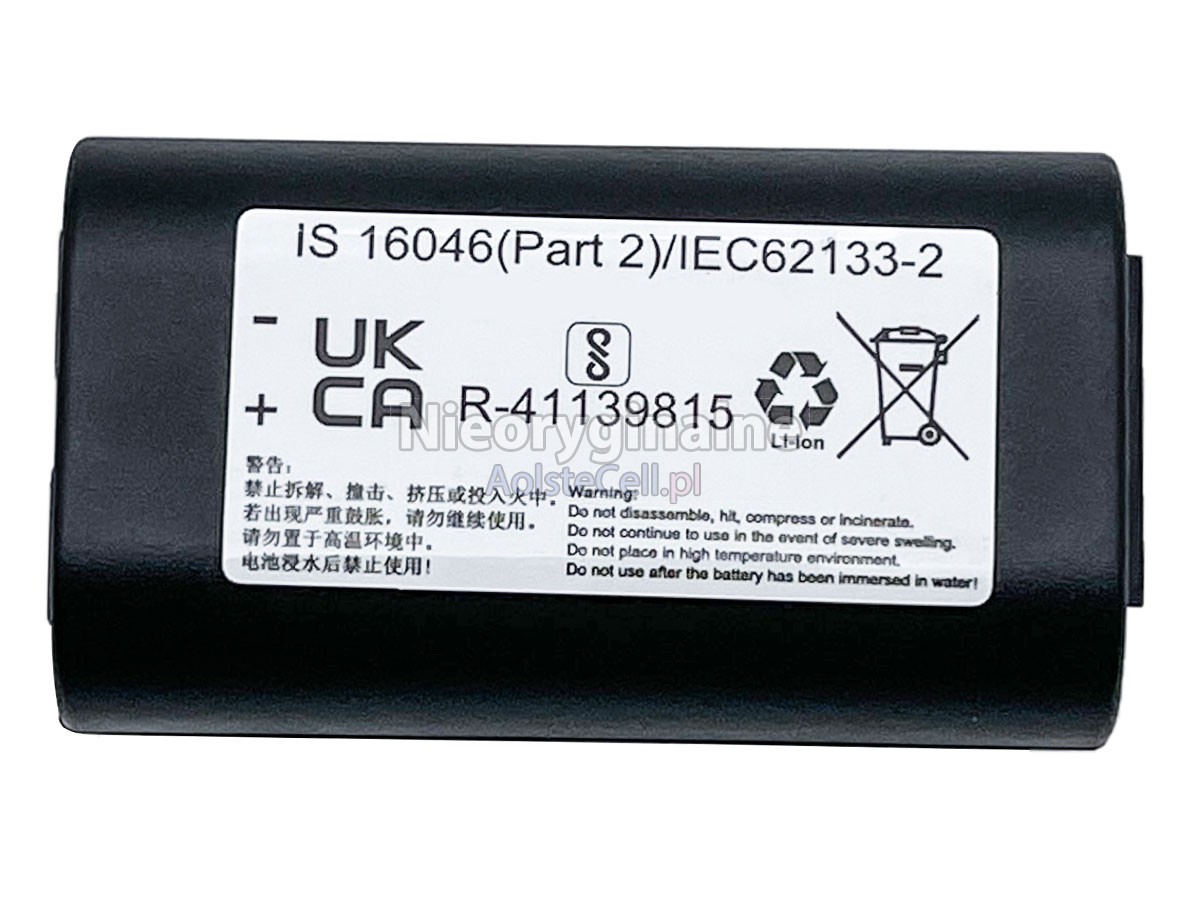 IS 16046(Part 2)/IEC62133-2
-
+
UK
CA
R-41139815
Li-ion
Nieoryginalne
AolsteCell.pl
警告:
禁止拆解、撞击、挤压或投入火中。
若出现严重鼓胀，请勿继续使用。
请勿置于高温环境中。
电池浸水后禁止使用!
Warning:
Do not disassemble, hit, compress or incinerate.
Do not continue to use in the event of severe swelling.
Do not place in high temperature environment.
Do not use after the battery has been immersed in water!